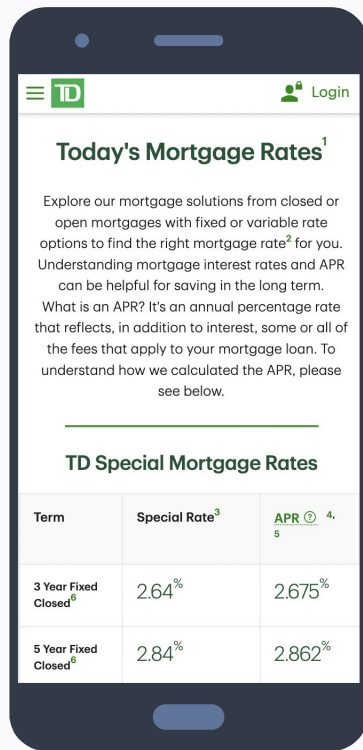 TD
Login
Today's Mortgage Rates1
Explore our mortgage solutions from closed or
open mortgages with fixed or variable rate
options to find the right mortgage rate2 for you.
Understanding mortgage interest rates and APR
can be helpful for saving in the long term.
What is an APR? It's an annual percentage rate
that reflects, in addition to interest, some or all of
the fees that apply to your mortgage loan. To
understand how we calculated the APR, please
see below.
TD Special Mortgage Rates
Term Special Rate3 APR ? 4,
5
3 Year Fixed
Closed6 2.64% 2.675%
5 Year Fixed
Closed6 2.84% 2.862%